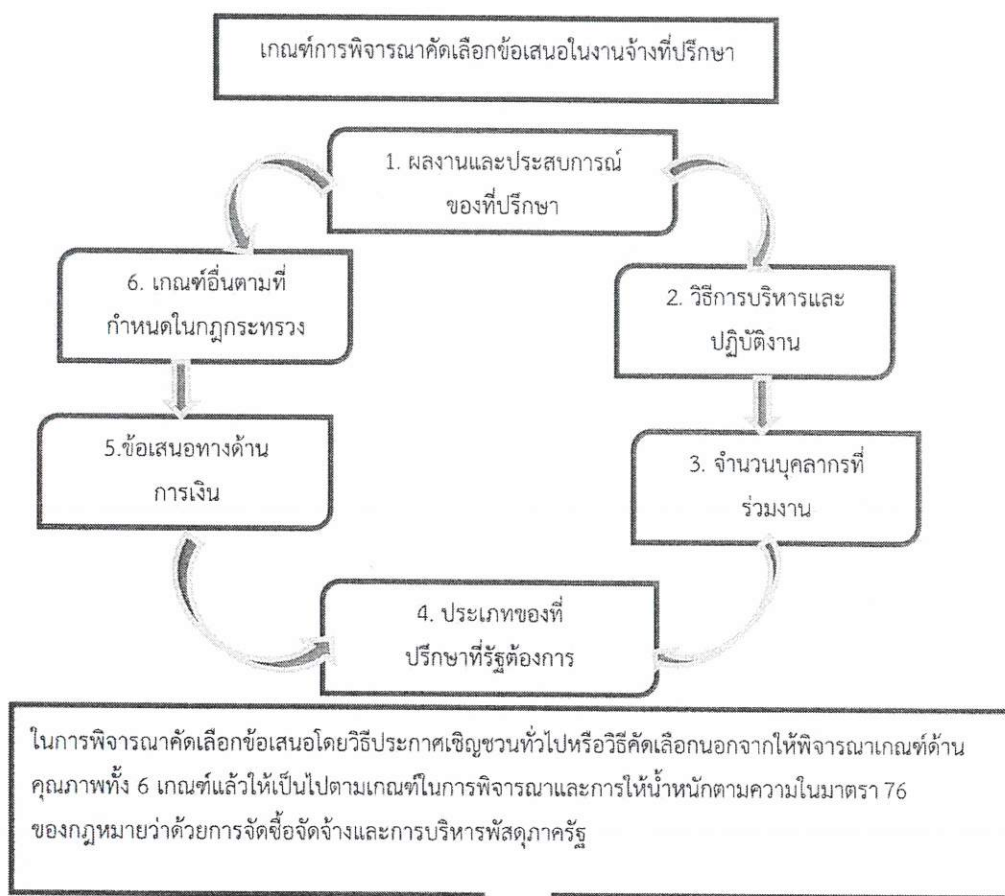 เกณฑ์การพิจารณาคัดเลือกข้อเสนอในงานจ้างที่ปรึกษา
1. ผลงานและประสบการณ์
ของที่ปรึกษา
6. เกณฑ์อื่นตามที่
กำหนดในกฎกระทรวง
2. วิธีการบริหารและ
ปฏิบัติงาน
5.ข้อเสนอทางด้าน
การเงิน
3. จำนวนบุคลากรที่
ร่วมงาน
4. ประเภทของที่
ปรึกษาที่รัฐต้องการ
ในการพิจารณาคัดเลือกข้อเสนอโดยวิธีประกาศเชิญชวนทั่วไปหรือวิธีคัดเลือกนอกจากให้พิจารณาเกณฑ์ด้าน
คุณภาพทั้ง 6 เกณฑ์แล้วให้เป็นไปตามเกณฑ์ในการพิจารณาและการให้น้ำหนักตามความในมาตรา 76
ของกฎหมายว่าด้วยการจัดซื้อจัดจ้างและการบริหารพัสดุภาครัฐ